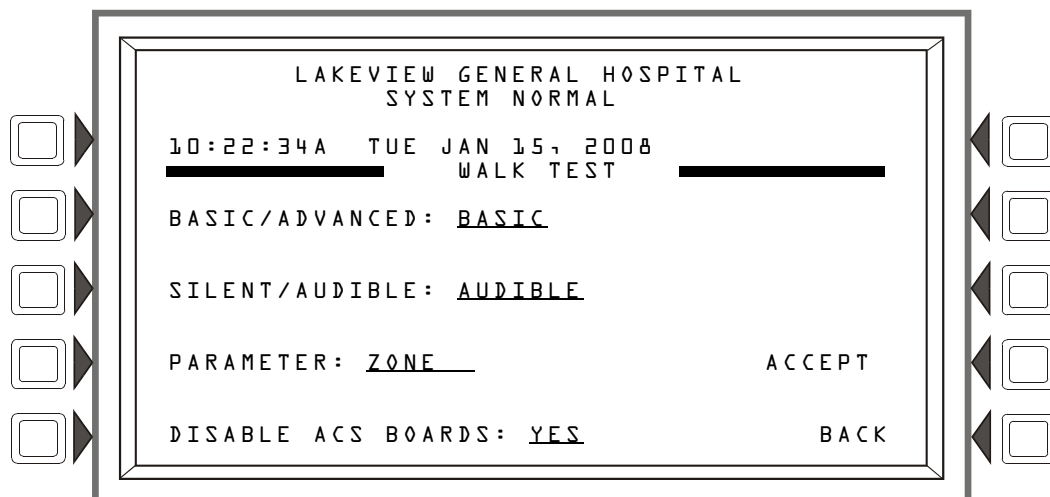 LAKEVIEW GENERAL HOSPITAL
SYSTEM NORMAL
10:22:34A TUE JAN 15, 2008
WALK TEST
BASIC/ADVANCED: BASIC
SILENT/AUDIBLE: AUDIBLE
PARAMETER: ZONE ACCEPT
DISABLE ACS BOARDS: YES BACK